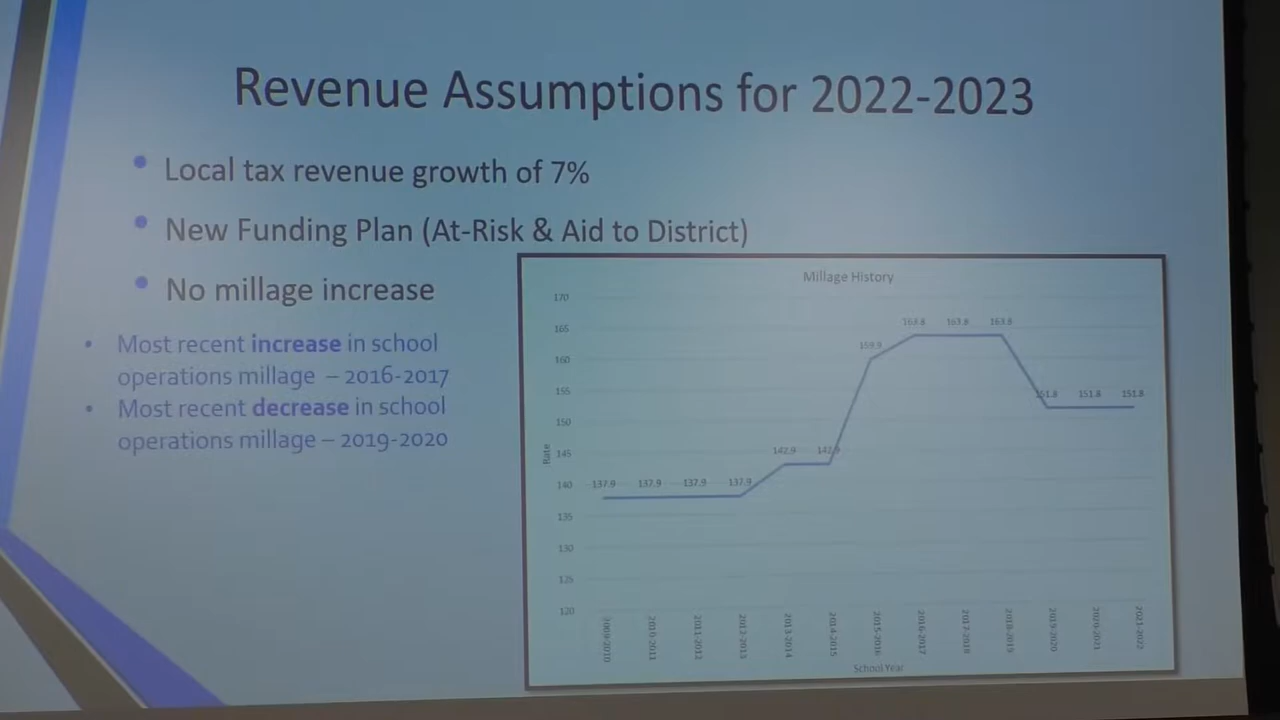 Revenue Assumptions for 2022-2023
• Local tax revenue growth of 7%
• New Funding Plan (At-Risk & Aid to District)
• No millage increase
• Most recent increase in school
operations millage – 2016-2017
• Most recent decrease in school
operations millage – 2019-2020
Millage History
170
165
160
155
150
145
140
135
130
125
120
Rate
137.9 137.9 137.9 137.9 142.9 142.9 159.9 163.8 163.8 163.8 151.8 151.8 151.8
2009-2010 2010-2011 2011-2012 2012-2013 2013-2014 2014-2015 2015-2016 2016-2017 2017-2018 2018-2019 2019-2020 2020-2021 2021-2022
School Year